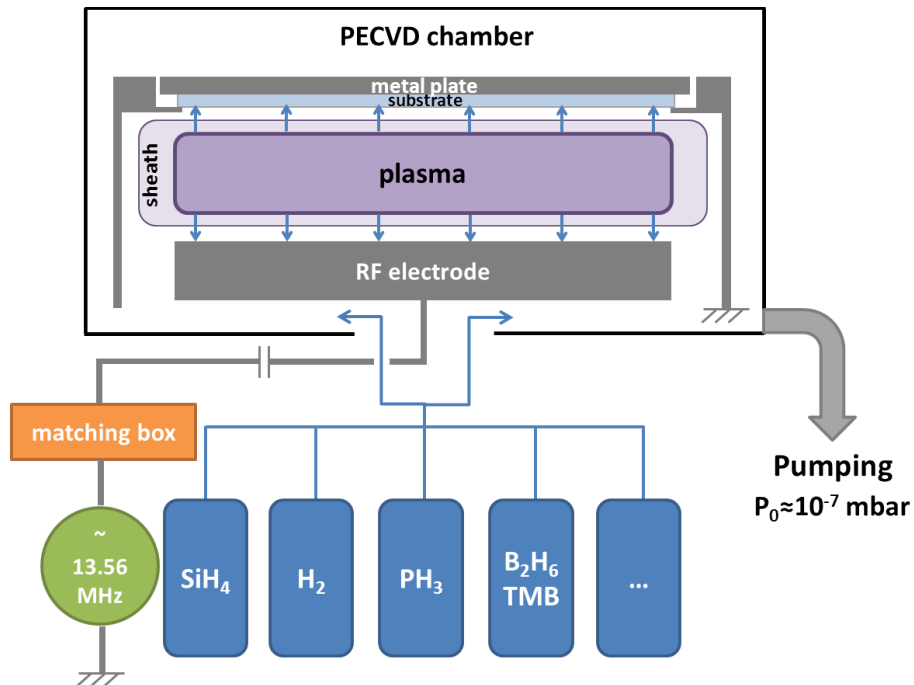 PECVD chamber
metal plate
substrate
sheath
plasma
RF electrode
matching box
~
13.56
MHz
SiH₄
H₂
PH₃
B₂H₆
TMB
...
Pumping
P₀≈10⁻⁷ mbar